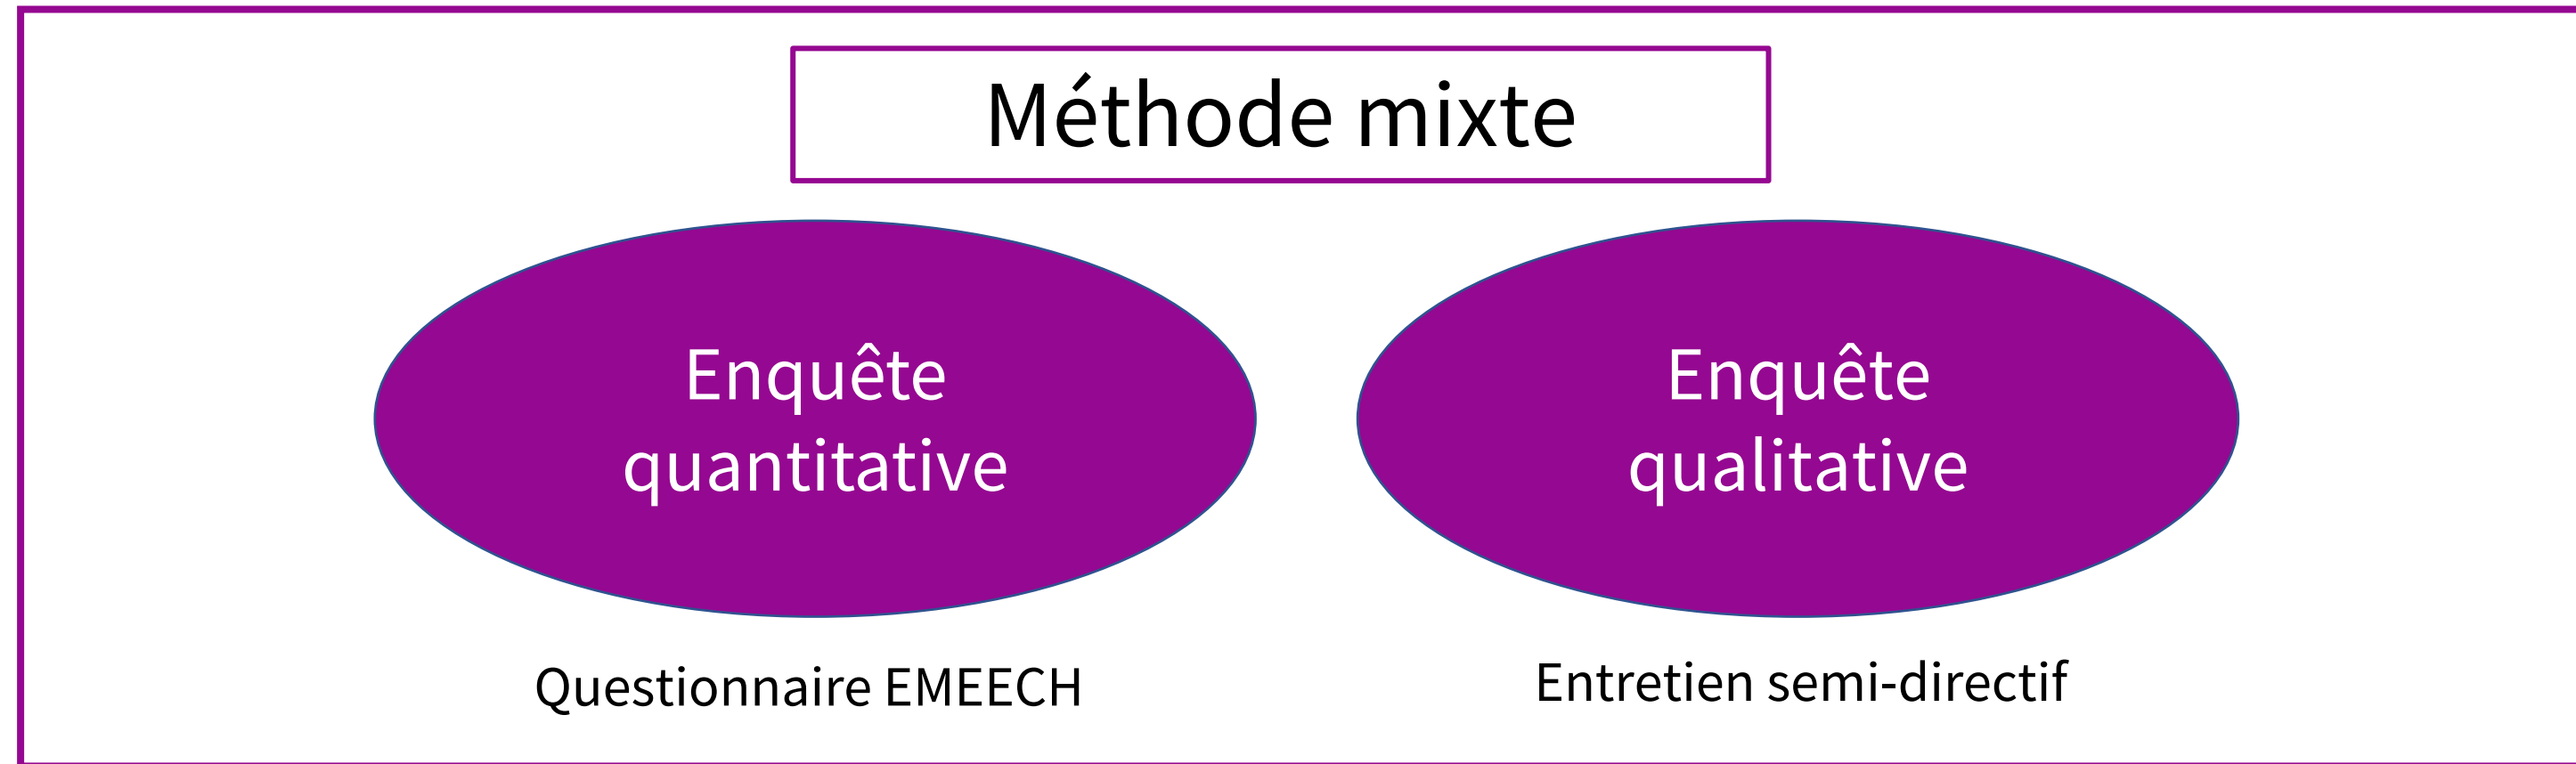 Méthode mixte
Enquête
quantitative
Enquête
qualitative
Questionnaire EMEECH
Entretien semi-directif